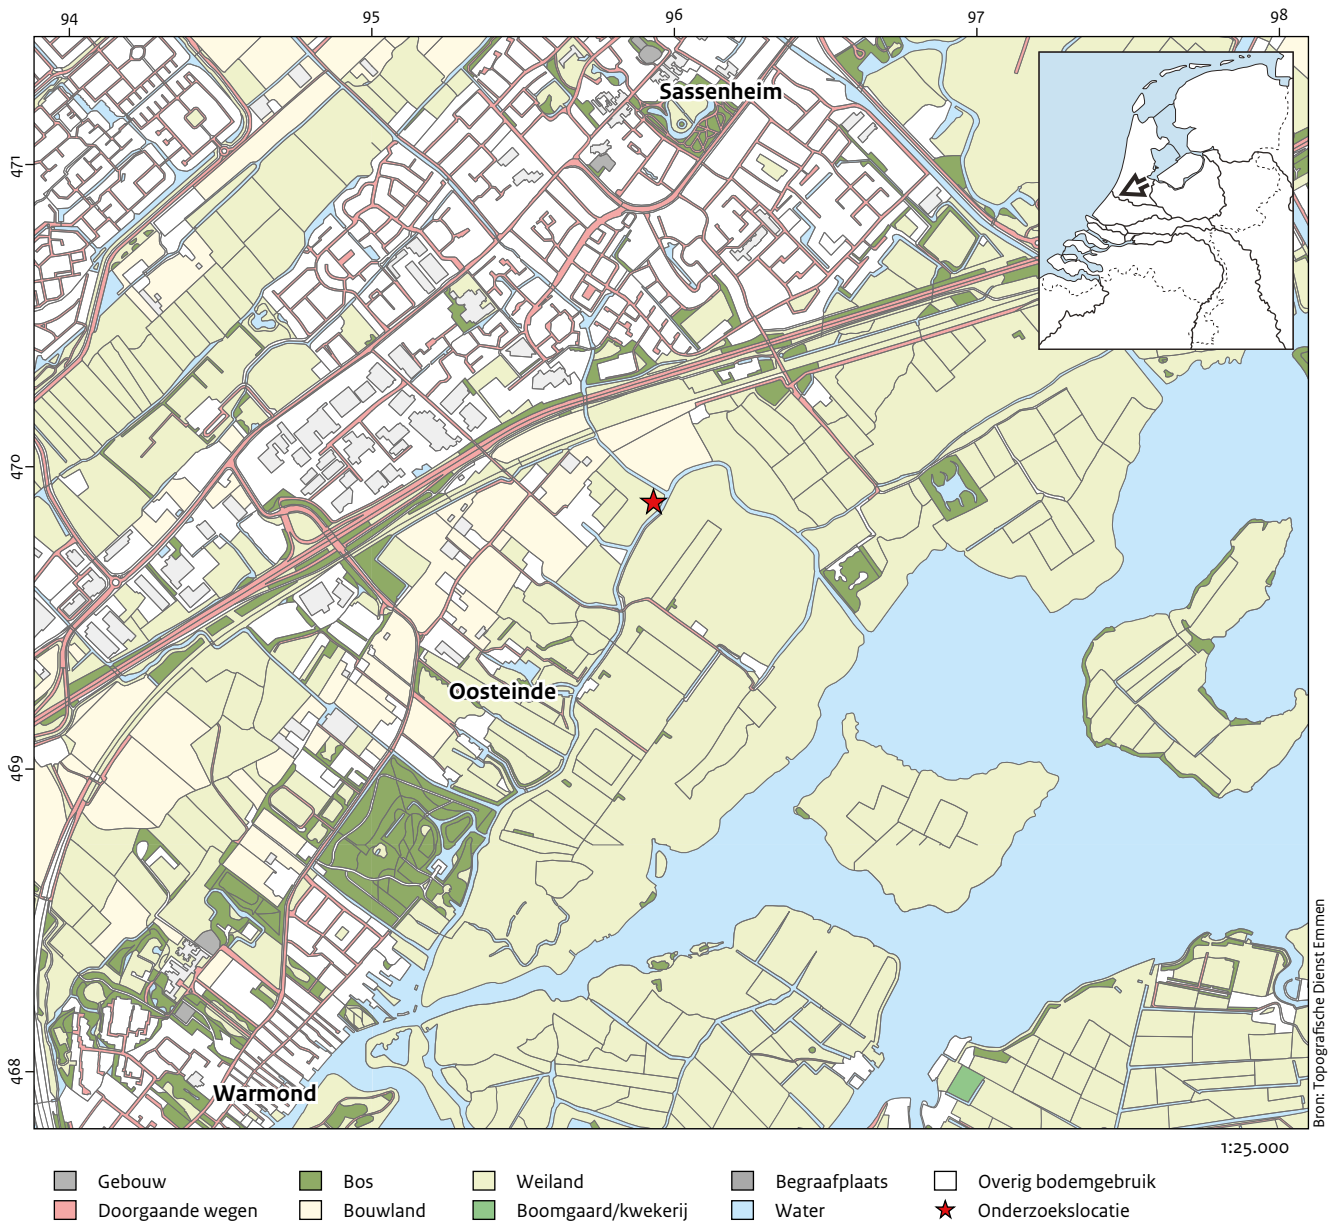 94 95 96 97 98
471
470
469
468
Sassenheim
Oosteinde
Warmond
Bron: Topografische Dienst Emmen
1:25.000
Gebouw Bos Weiland Begraafplaats Overig bodemgebruik
Doorgaande wegen Bouwland Boomgaard/kwekerij Water Onderzoekslocatie